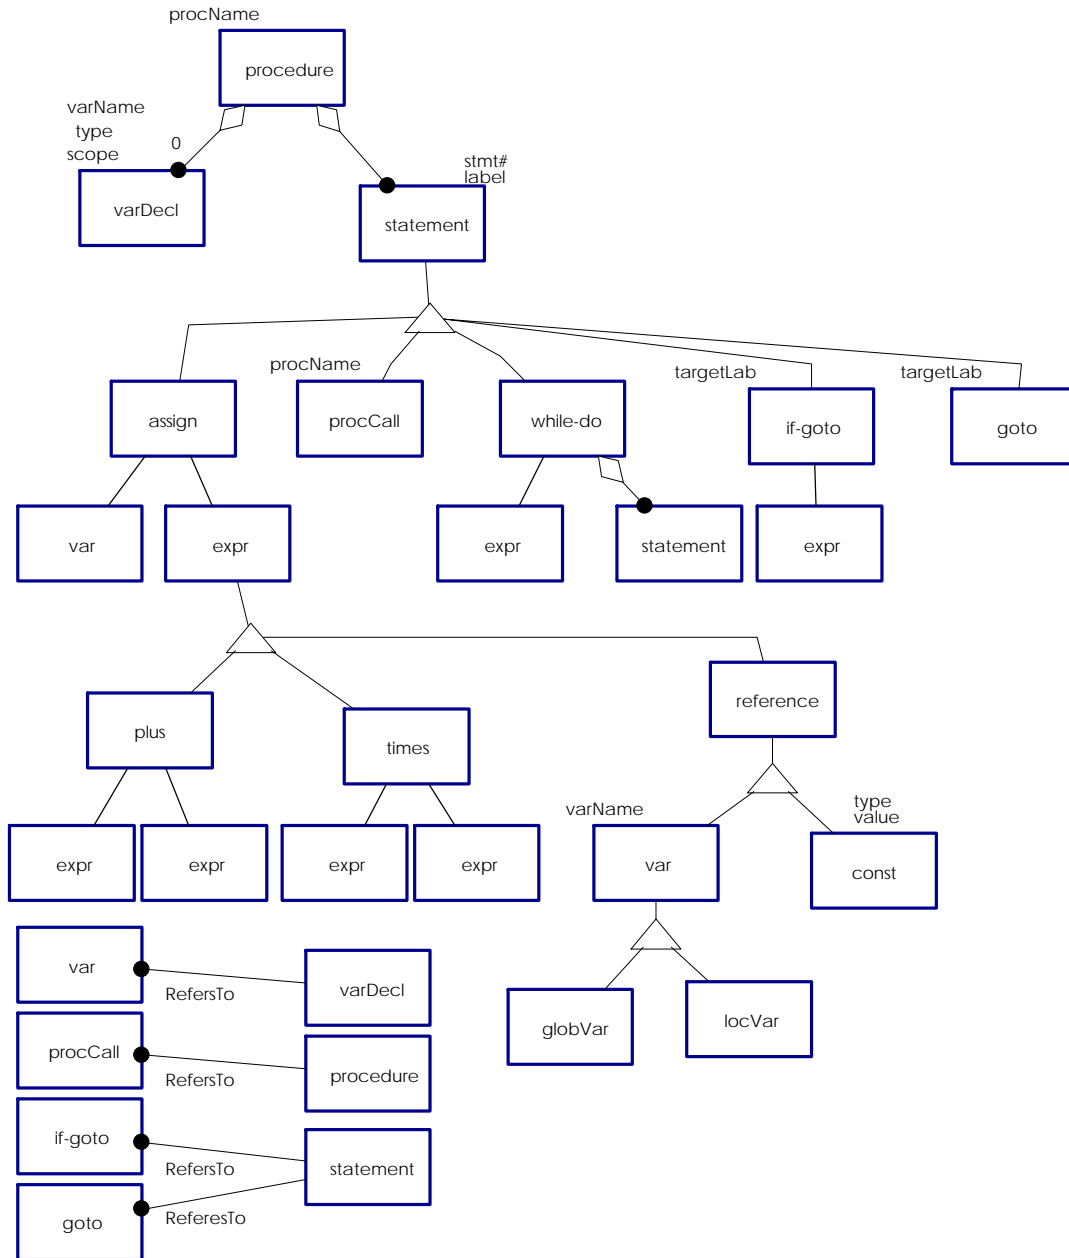 procName
procedure
varName
type
scope
0
varDecl
stmt#
label
statement
procName
targetLab
targetLab
assign
procCall
while-do
if-goto
goto
var
expr
expr
statement
expr
plus
times
reference
expr
expr
expr
expr
varName
type
value
var
const
globVar
locVar
var
RefersTo
varDecl
procCall
RefersTo
procedure
if-goto
RefersTo
statement
goto
ReferesTo